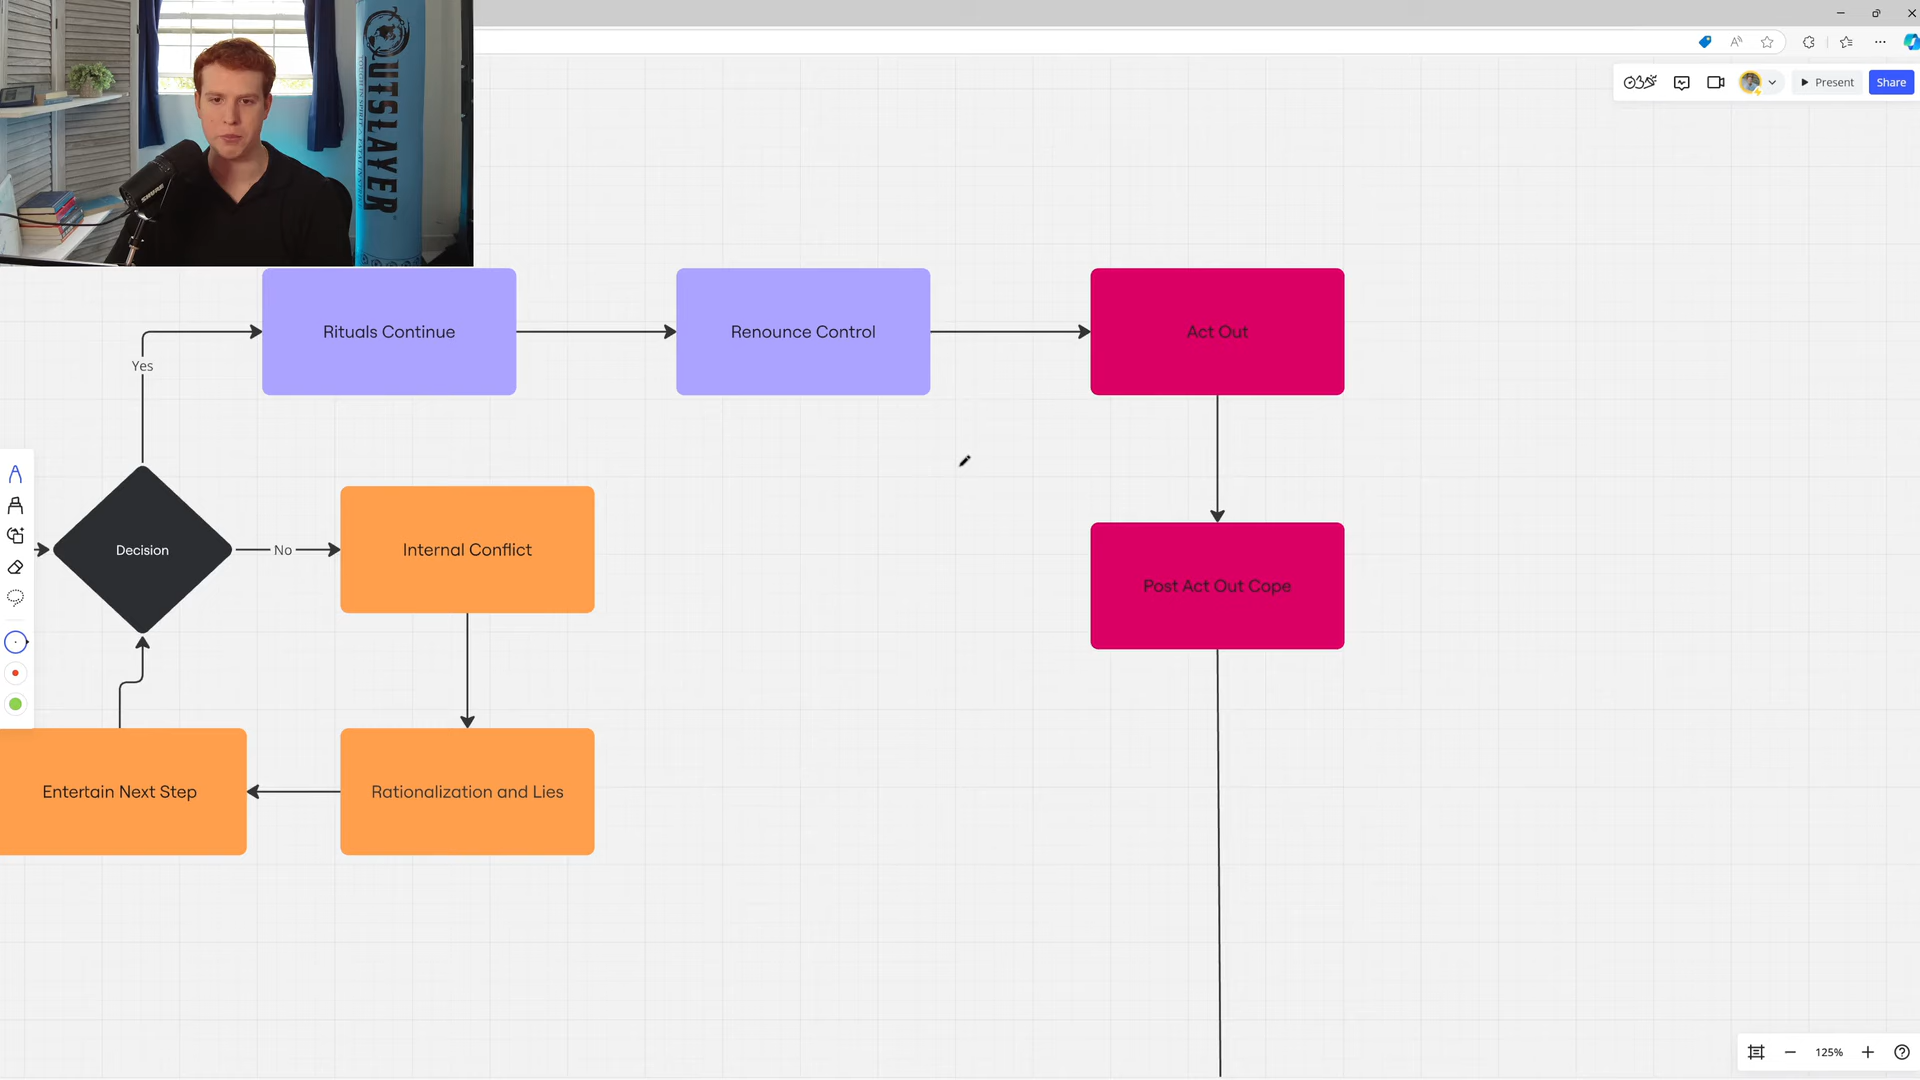 OUTSLAYER
Present
Share
Rituals Continue
Renounce Control
Act Out
Yes
Decision
No
Internal Conflict
Post Act Out Cope
Entertain Next Step
Rationalization and Lies
125%